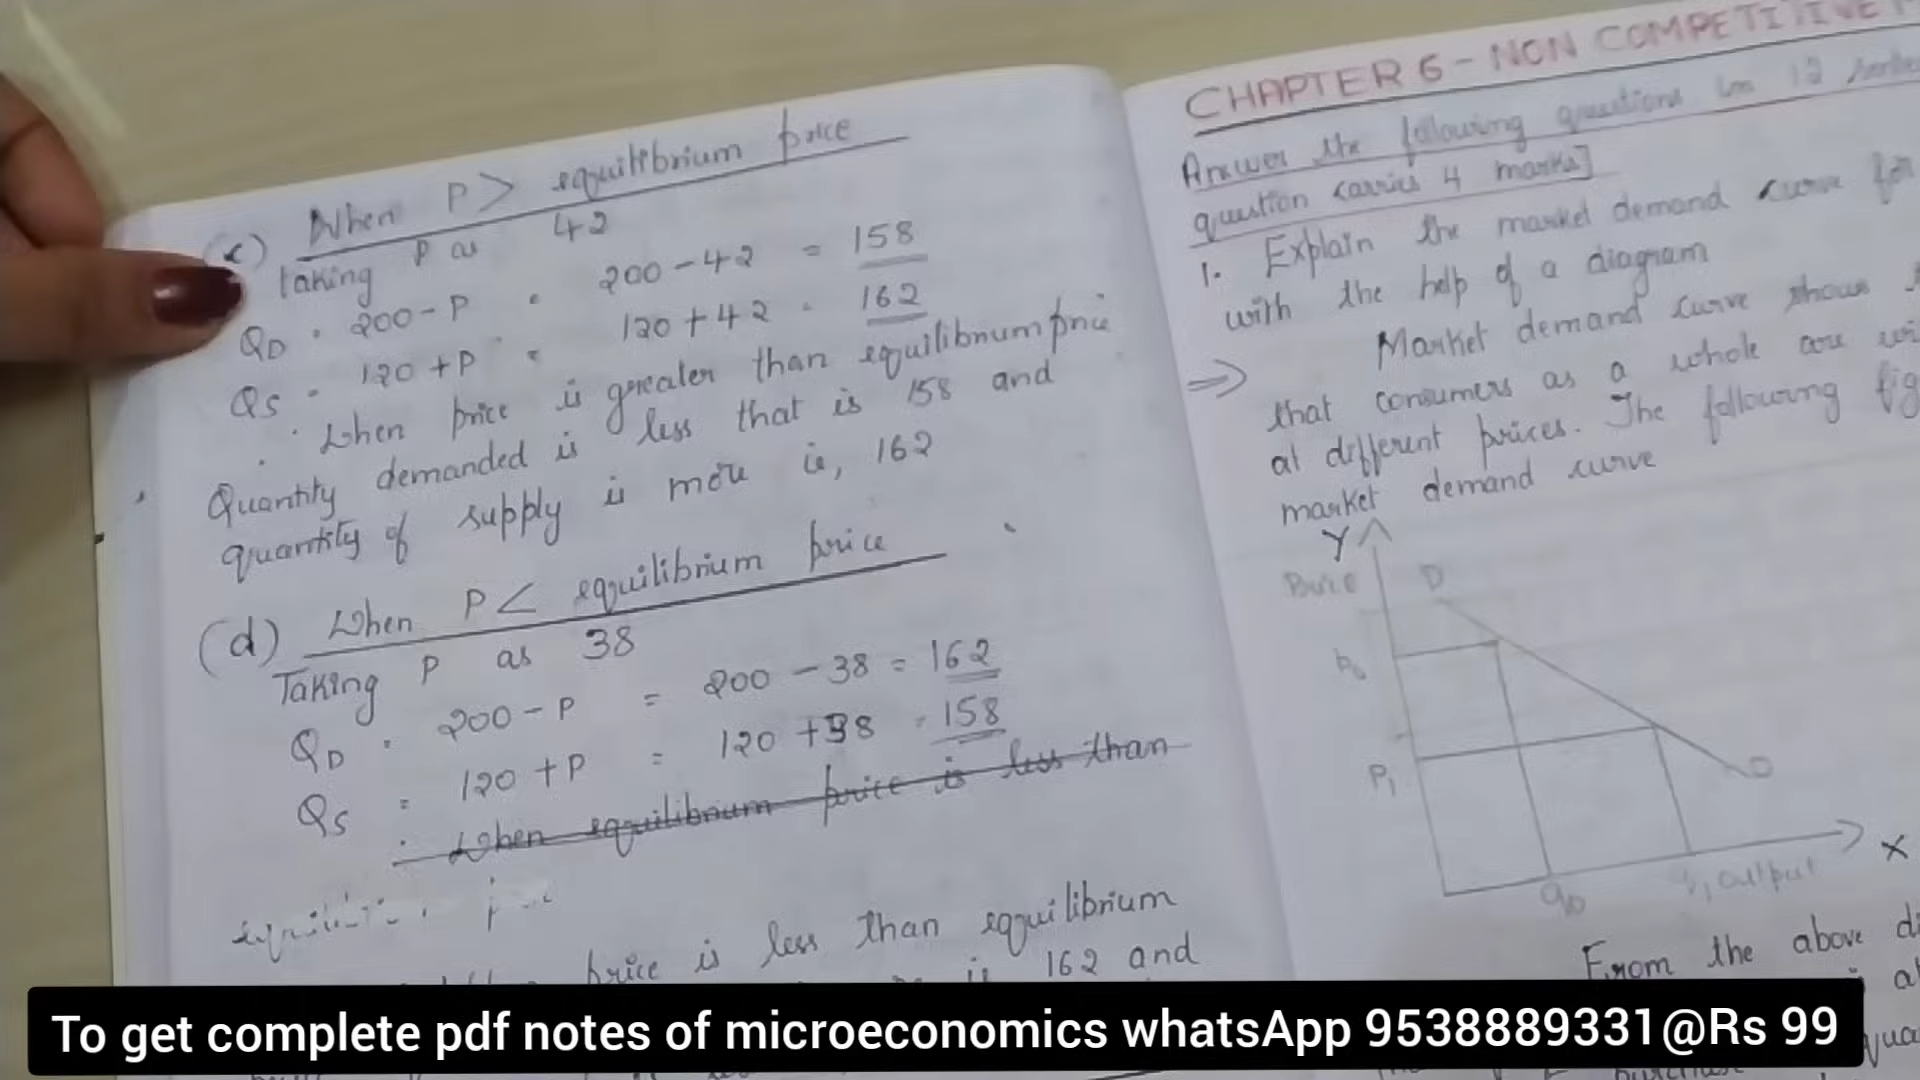 (c) When P > equilibrium price
Taking P as 42
QD = 200 - P = 200 - 42 = 158
QS = 120 + P = 120 + 42 = 162
∴ When price is greater than equilibrium price
Quantity demanded is less that is 158 and
quantity of supply is more ie, 162
(d) When P < equilibrium price
Taking P as 38
QD = 200 - P = 200 - 38 = 162
QS = 120 + P = 120 + 38 = 158
∴ When equilibrium price is less than
price is less than equilibrium
162 and
CHAPTER 6 - NON COMPETITIVE
Answer the following questions in 12
question carries 4 marks]
1. Explain the market demand curve for
with the help of a diagram
⇒ Market demand curve shows
that consumers as a whole are
at different prices. The following
market demand curve
Y
Price
D
P0
P1
D
X
q0
q1 output
From the above
To get complete pdf notes of microeconomics whatsApp 9538889331@Rs 99